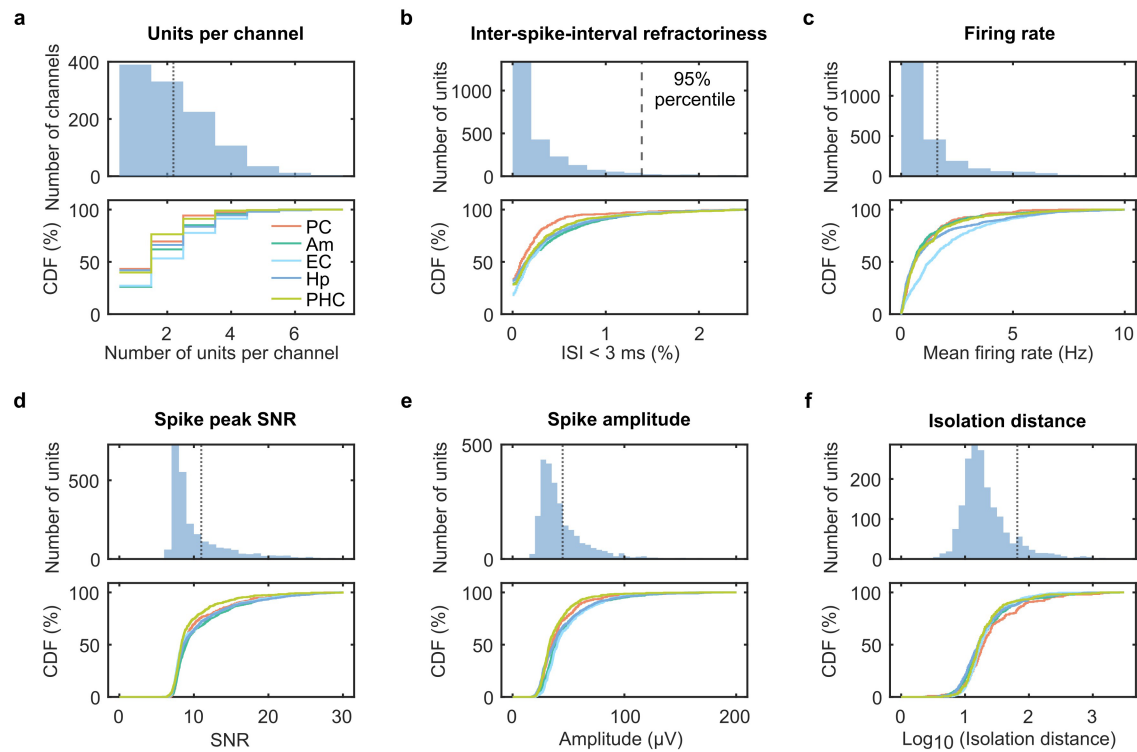 a
Units per channel
Number of channels
400
200
0
CDF (%)
100
50
0
PC
Am
EC
Hp
PHC
2
4
6
Number of units per channel
b
Inter-spike-interval refractoriness
Number of units
1000
500
0
95%
percentile
CDF (%)
100
50
0
0
1
2
ISI < 3 ms (%)
c
Firing rate
Number of units
1000
500
0
CDF (%)
100
50
0
0
5
10
Mean firing rate (Hz)
d
Spike peak SNR
Number of units
500
0
CDF (%)
100
50
0
0
10
20
30
SNR
e
Spike amplitude
Number of units
500
0
CDF (%)
100
50
0
0
100
200
Amplitude (µV)
f
Isolation distance
Number of units
200
100
0
CDF (%)
100
50
0
0
1
2
3
Log10 (Isolation distance)